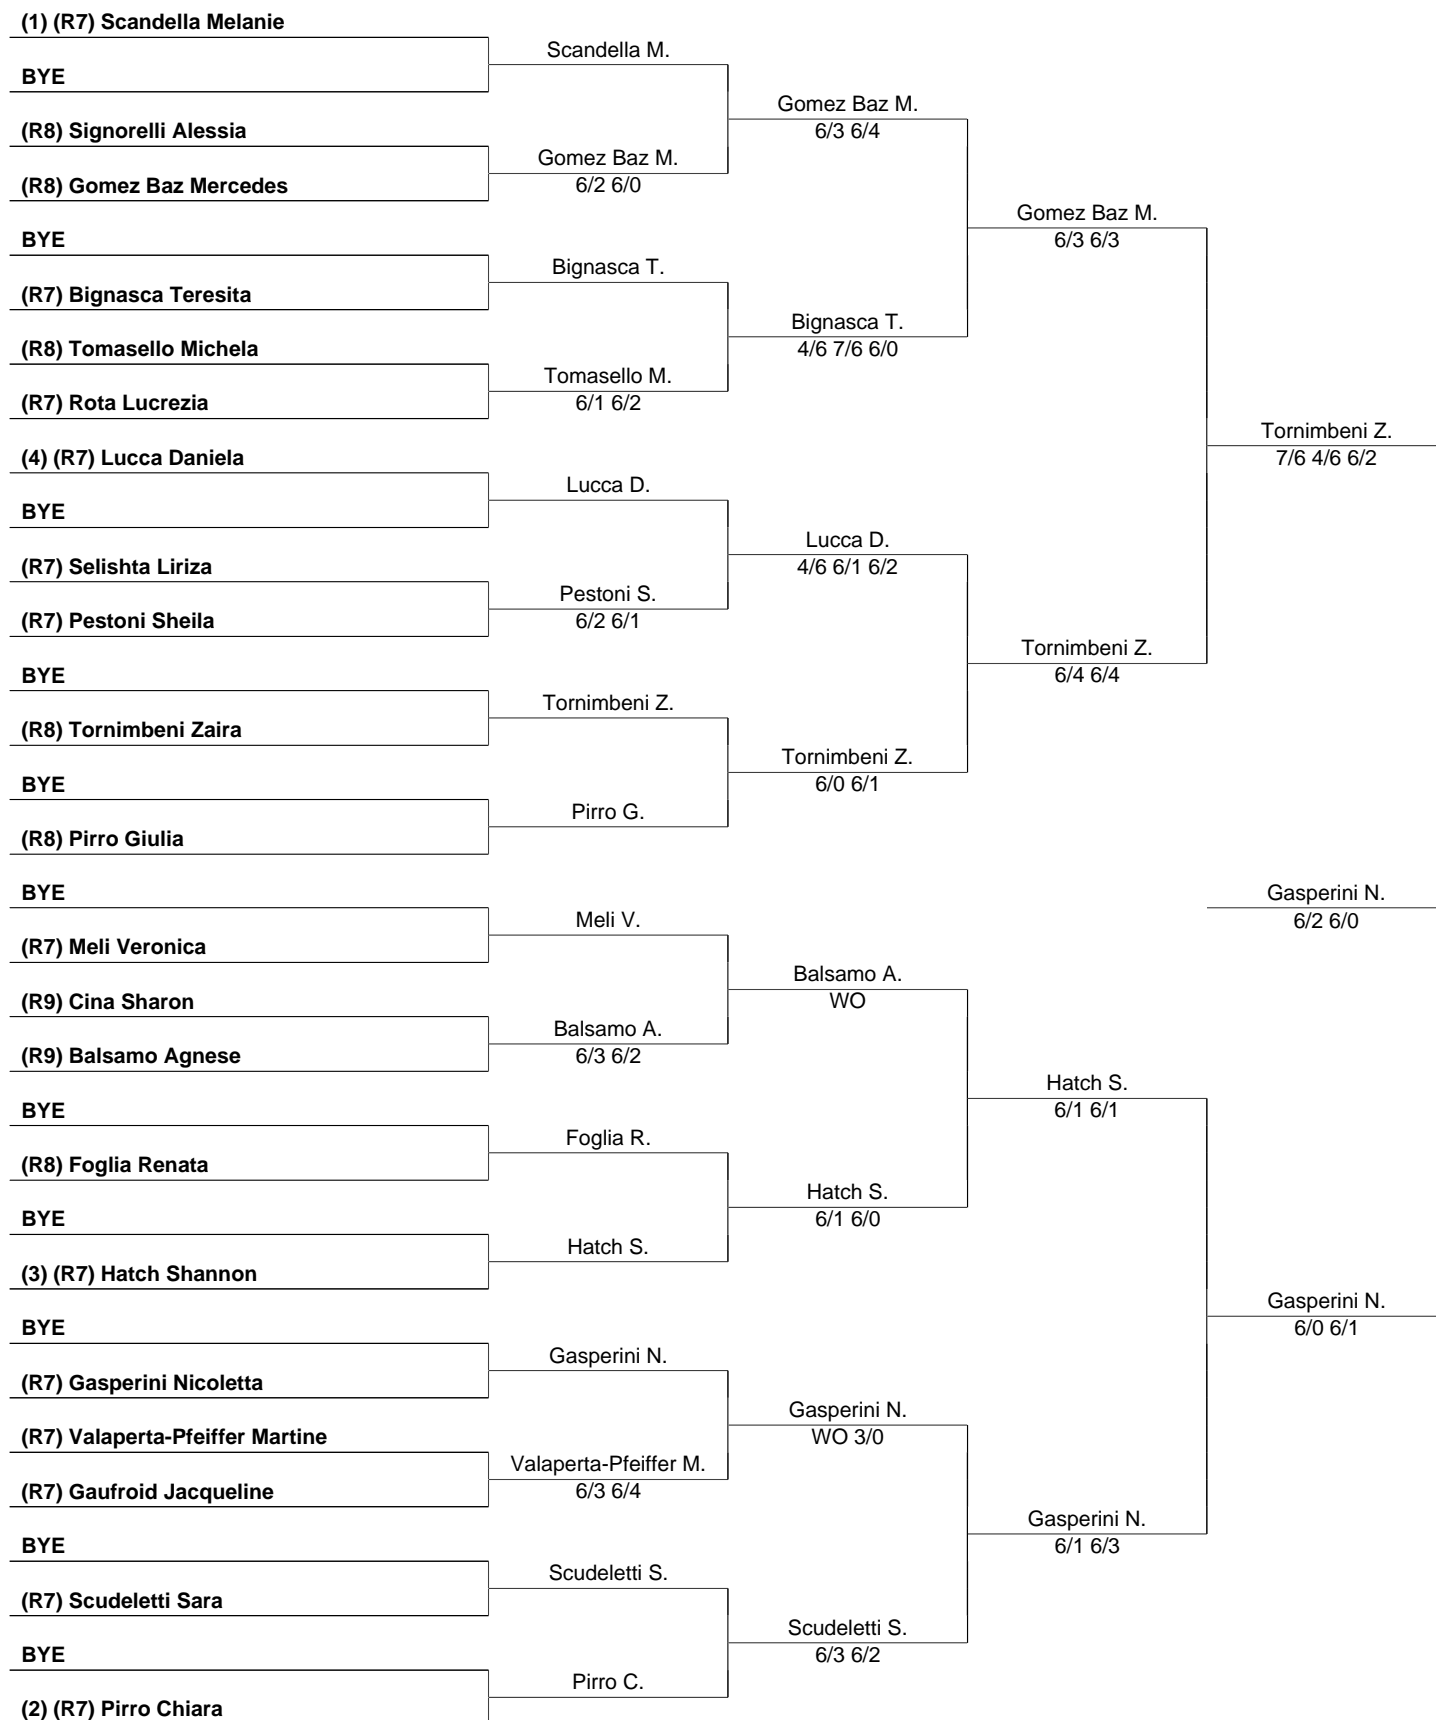 (1) (R7) Scandella Melanie
Scandella M.
BYE
Gomez Baz M.
6/3 6/4
(R8) Signorelli Alessia
Gomez Baz M.
6/2 6/0
(R8) Gomez Baz Mercedes
Gomez Baz M.
6/3 6/3
BYE
Bignasca T.
(R7) Bignasca Teresita
Bignasca T.
4/6 7/6 6/0
(R8) Tomasello Michela
Tomasello M.
6/1 6/2
(R7) Rota Lucrezia
Tornimbeni Z.
7/6 4/6 6/2
(4) (R7) Lucca Daniela
Lucca D.
BYE
Lucca D.
4/6 6/1 6/2
(R7) Selishta Liriza
Pestoni S.
6/2 6/1
(R7) Pestoni Sheila
Tornimbeni Z.
6/4 6/4
BYE
Tornimbeni Z.
(R8) Tornimbeni Zaira
Tornimbeni Z.
6/0 6/1
BYE
Pirro G.
(R8) Pirro Giulia
BYE
Gasperini N.
6/2 6/0
Meli V.
(R7) Meli Veronica
Balsamo A.
WO
(R9) Cina Sharon
Balsamo A.
6/3 6/2
(R9) Balsamo Agnese
Hatch S.
6/1 6/1
BYE
Foglia R.
(R8) Foglia Renata
Hatch S.
6/1 6/0
BYE
Hatch S.
(3) (R7) Hatch Shannon
Gasperini N.
6/0 6/1
BYE
Gasperini N.
(R7) Gasperini Nicoletta
Gasperini N.
WO 3/0
(R7) Valaperta-Pfeiffer Martine
Valaperta-Pfeiffer M.
6/3 6/4
(R7) Gaufroid Jacqueline
Gasperini N.
6/1 6/3
BYE
Scudeletti S.
(R7) Scudeletti Sara
Scudeletti S.
6/3 6/2
BYE
Pirro C.
(2) (R7) Pirro Chiara